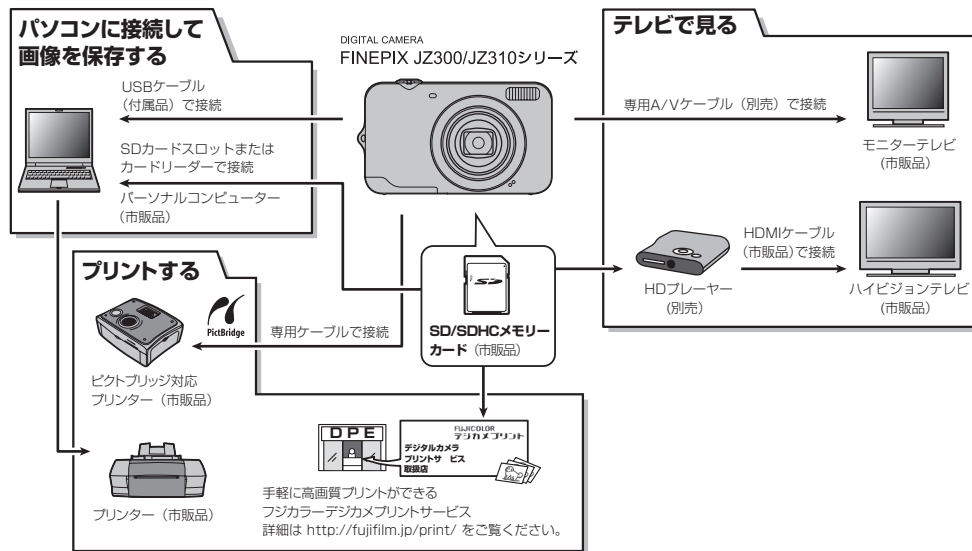 パソコンに接続して
画像を保存する
USBケーブル
（付属品）で接続
SDカードスロットまたは
カードリーダーで接続
パーソナルコンピューター
（市販品）
DIGITAL CAMERA
FINEPIX JZ300/JZ310シリーズ
テレビで見る
専用A/Vケーブル（別売）で接続
モニターテレビ
（市販品）
HDMIケーブル
（市販品）で接続
HDプレーヤー
（別売）
ハイビジョンテレビ
（市販品）
SD
SD/SDHCメモリー
カード（市販品）
プリントする
PictBridge
専用ケーブルで接続
ピクトブリッジ対応
プリンター（市販品）
プリンター（市販品）
DPE
FUJICOLOR
デジカメプリント
デジタルカメラ
プリントサ ビス
取扱店
手軽に高画質プリントができる
フジカラーデジカメプリントサービス
詳細は http://fujifilm.jp/print/ をご覧ください。